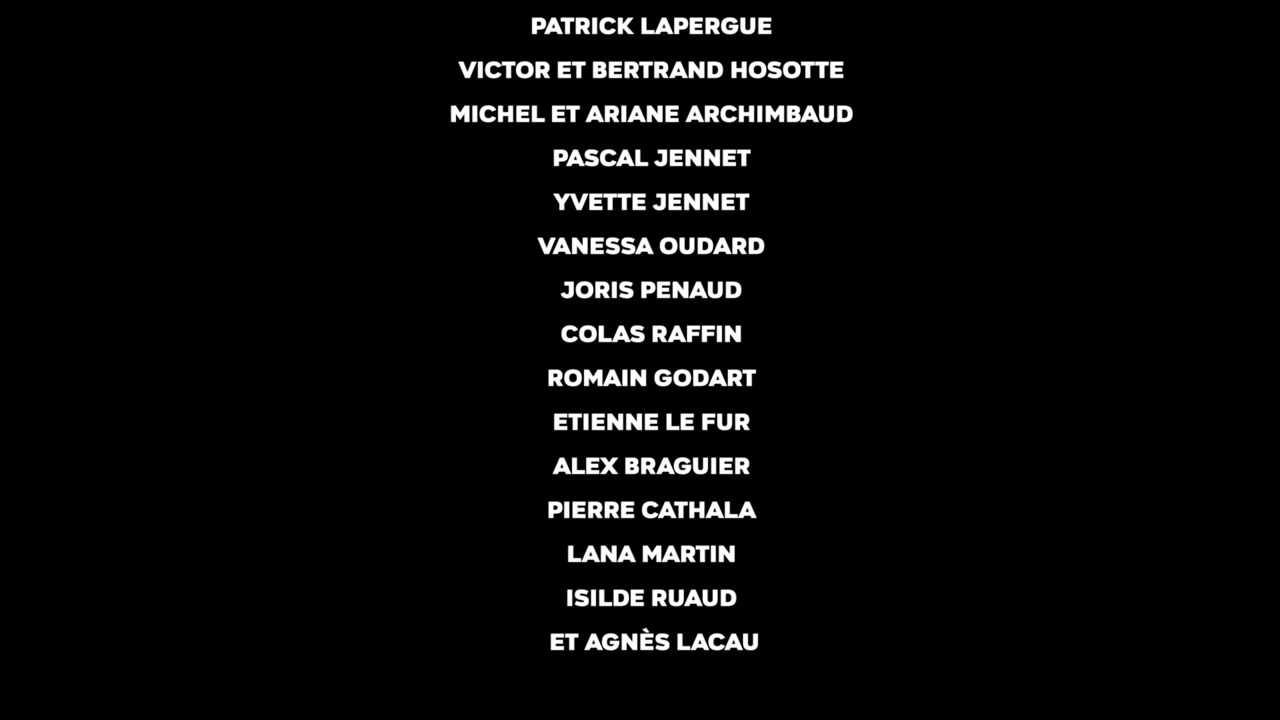 PATRICK LAPERGUE
VICTOR ET BERTRAND HOSOTTE
MICHEL ET ARIANE ARCHIMBAUD
PASCAL JENNET
YVETTE JENNET
VANESSA OUDARD
JORIS PENAUD
COLAS RAFFIN
ROMAIN GODART
ETIENNE LE FUR
ALEX BRAGUIER
PIERRE CATHALA
LANA MARTIN
ISILDE RUAUD
ET AGNÈS LACAU